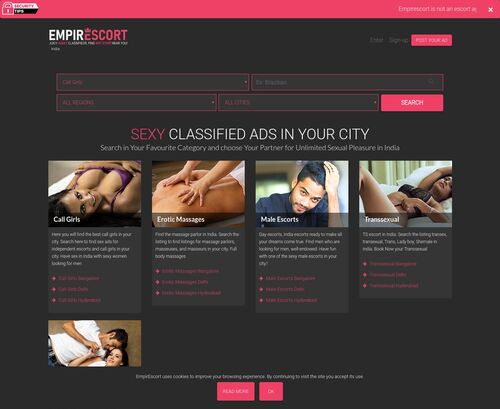 SECURITY
TIPS
Empirescort is not an escort ag
×
EMPIRESCORT
India
Enter
Sign-up
POST YOUR AD
Call Girls
Ex: Brazilian
ALL REGIONS
ALL CITIES
SEARCH
SEXY CLASSIFIED ADS IN YOUR CITY
Search in Your Favourite Category and choose Your Partner for Unlimited Sexual Pleasure in India
Call Girls
Here you will find the best call girls in your
city. Search here to find sex ads for
independent escorts and call girls in your
city. Have sex in india with sexy women
looking for men
Call Girls Bangalore
Call Girls Delhi
Call Girls Hyderabad
Erotic Massages
Find the massage parlor in India. Search the
listing to find listings for massage parlors,
masseuses, and masseurs in your city. Full
body massages
Erotic Massages Bangalore
Erotic Massages Delhi
Erotic Massages Hyderabad
Male Escorts
Gay escorts. India escorts ready to make all
your dreams come true. Find men who are
looking for men, well-endowed. Have fun
with one of the sexy male escorts in your
city!
Male Escorts Bangalore
Male Escorts Delhi
Male Escorts Hyderabad
Transsexual
TS escort in India. Search the listing transex,
transexual, Trans, Lady boy, Shemale in
India. Book Now your Transexual!
Transsexual Bangalore
Transsexual Delhi
Transsexual Hyderabad
EmpirEscort uses cookies to improve your browsing experience. By continuing to visit the site you accept its use.
READ MORE
OK